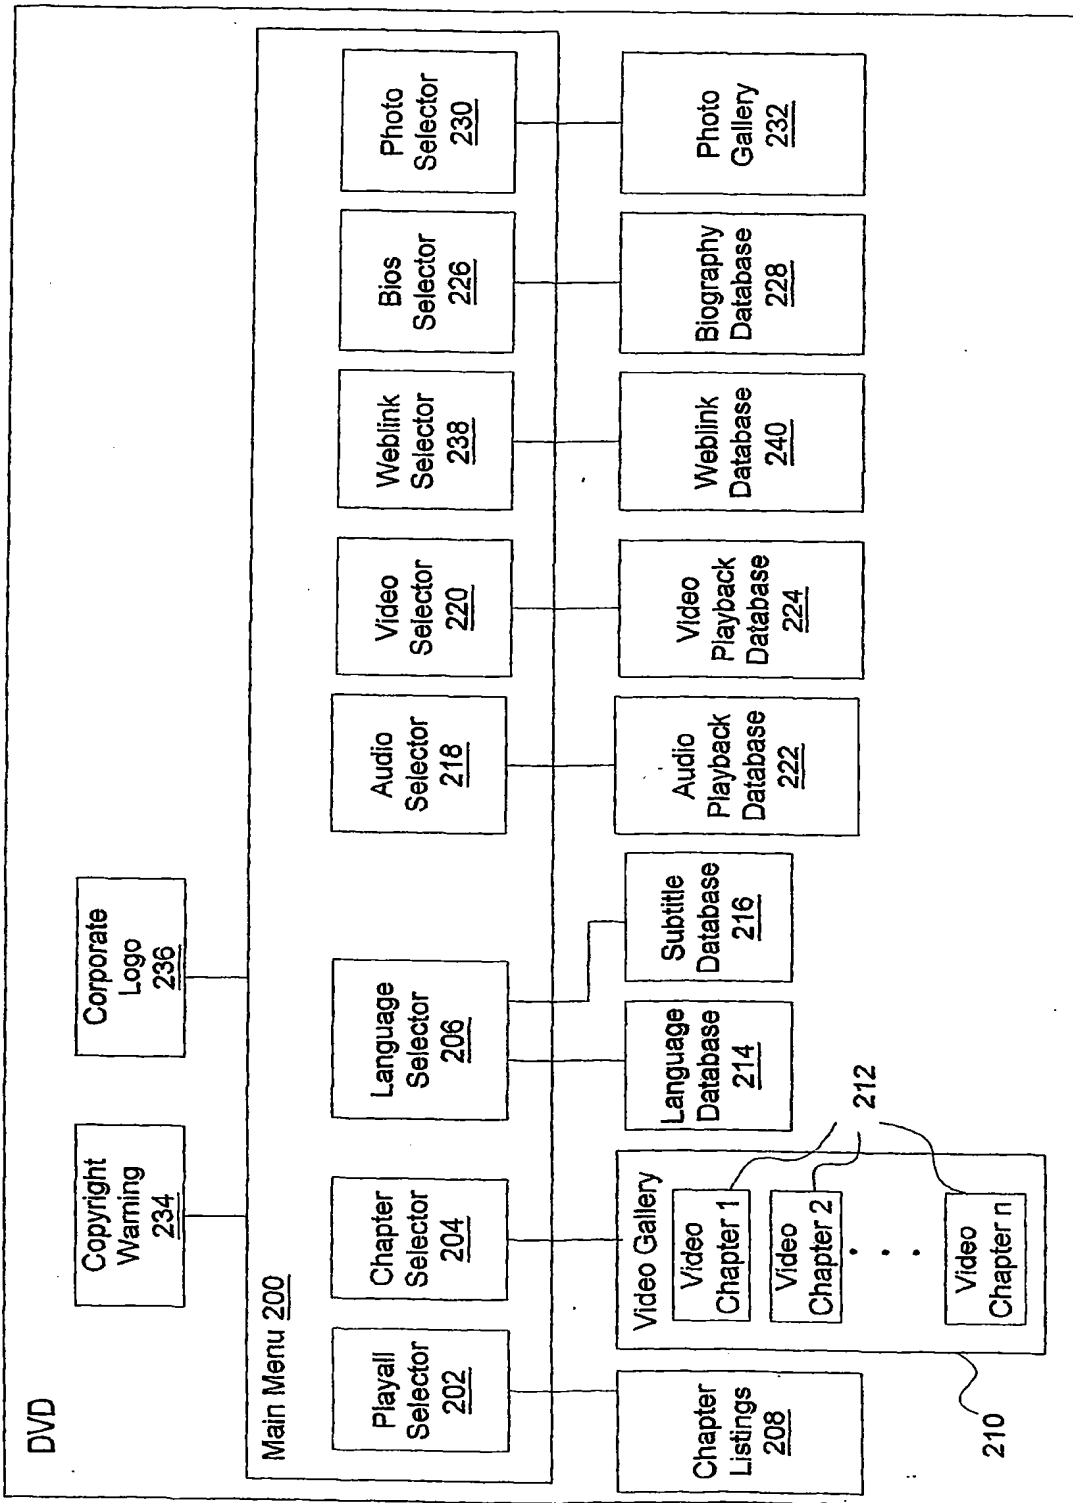 DVD
Copyright
Warning
234
Corporate
Logo
236
Main Menu 200
Playall
Selector
202
Chapter
Selector
204
Language
Selector
206
Audio
Selector
218
Video
Selector
220
Weblink
Selector
238
Bios
Selector
226
Photo
Selector
230
Chapter
Listings
208
Video Gallery
Video
Chapter 1
Video
Chapter 2
Video
Chapter n
210
212
Language
Database
214
Subtitle
Database
216
Audio
Playback
Database
222
Video
Playback
Database
224
Weblink
Database
240
Biography
Database
228
Photo
Gallery
232